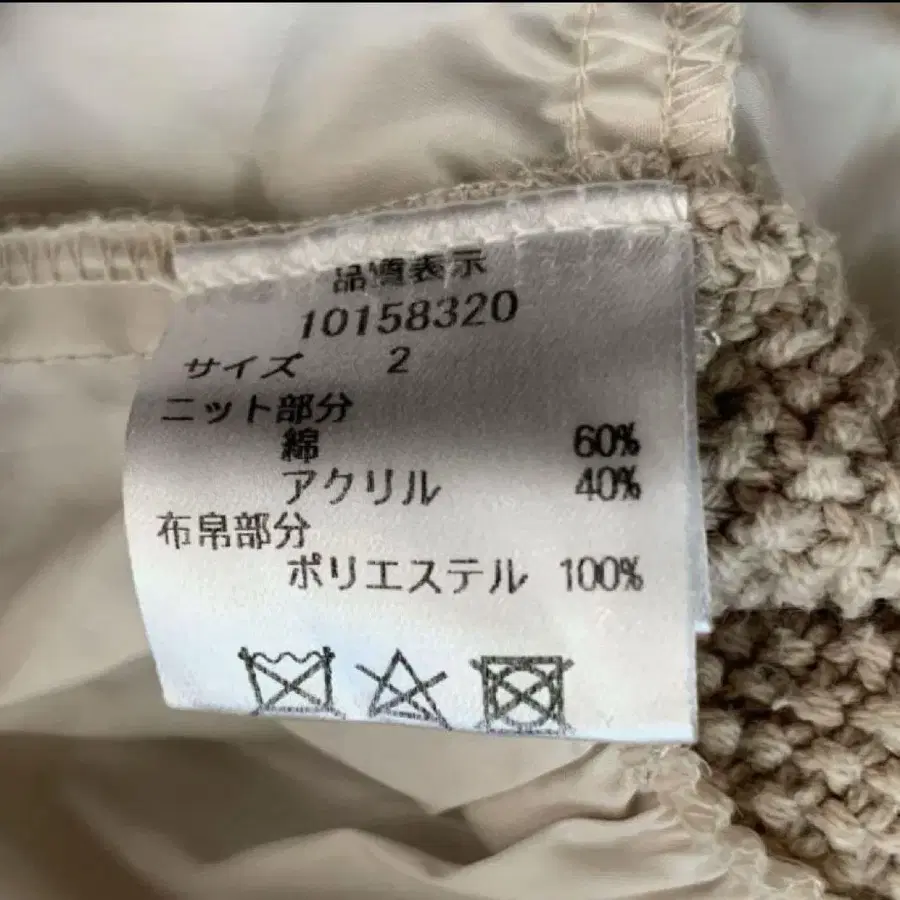 品質表示
10158320
サイズ 2
ニット部分
綿 60%
アクリル 40%
布帛部分
ポリエステル 100%